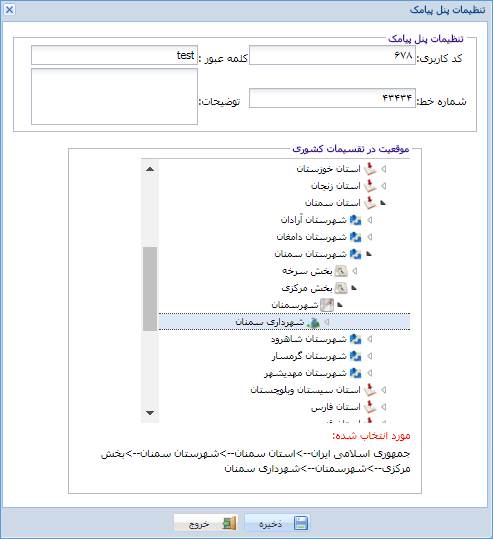 تنظیمات پنل پیامک
تنظیمات پنل پیامک
کد کاربری: ۶۷۸ کلمه عبور : test
شماره خط: ۴۳۴۳۴ توضیحات:
موقعیت در تقسیمات کشوری
استان خوزستان
استان زنجان
استان سمنان
شهرستان آرادان
شهرستان دامغان
شهرستان سمنان
بخش سرخه
بخش مرکزی
شهرسمنان
شهرداری سمنان
شهرستان شاهرود
شهرستان گرمسار
شهرستان مهدیشهر
استان سیستان وبلوچستان
استان فارس
مورد انتخاب شده:
جمهوری اسلامی ایران-->استان سمنان-->شهرستان سمنان-->بخش
مرکزی-->شهرسمنان-->شهرداری سمنان
ذخیره خروج